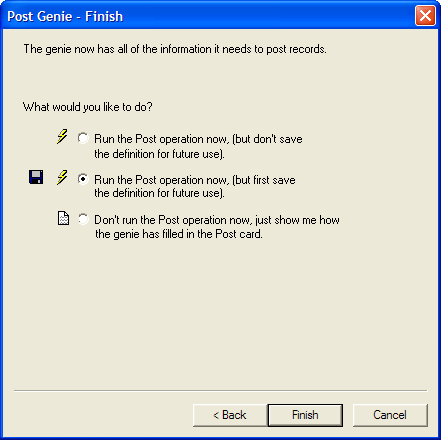 Post Genie - Finish
The genie now has all of the information it needs to post records.
What would you like to do?
Run the Post operation now, (but don't save
the definition for future use).
Run the Post operation now, (but first save
the definition for future use).
Don't run the Post operation now, just show me how
the genie has filled in the Post card.
< Back Finish Cancel